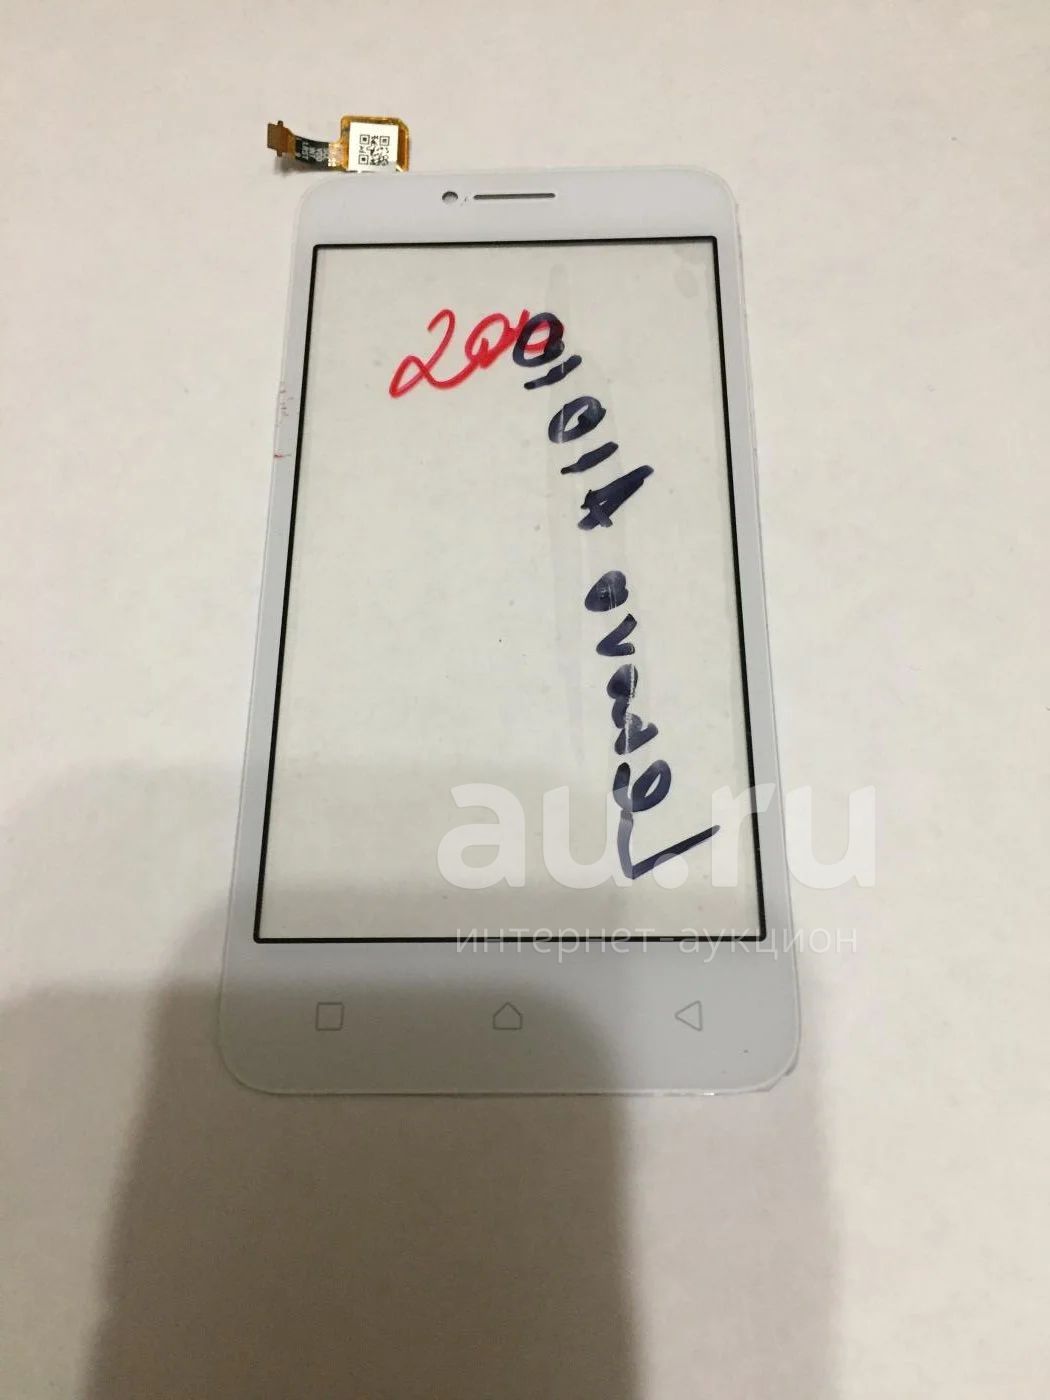 200
Lenovo A1010
au.ru
интернет-аукцион